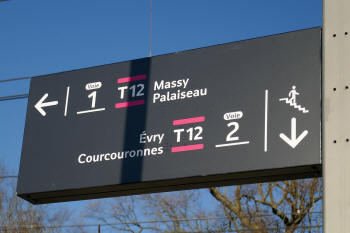 Voie
1
T12
Massy
Palaiseau
Évry
Courcouronnes
T12
Voie
2